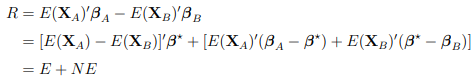 R = E(X_A)′β_A − E(X_B)′β_B
= [E(X_A) − E(X_B)]′β* + [E(X_A)′(β_A − β*) + E(X_B)′(β* − β_B)]
= E + NE